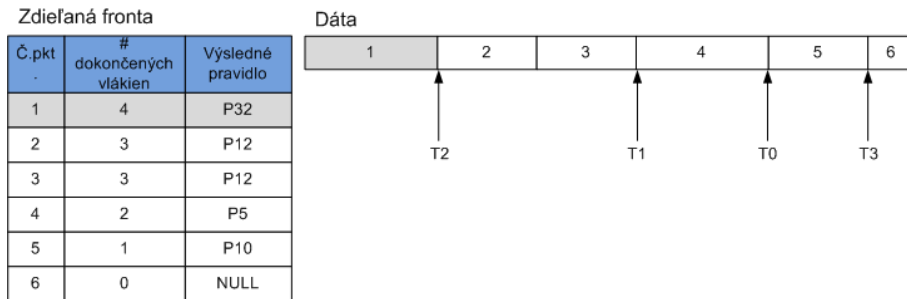 Zdieľaná fronta
Č.pkt
.
#
dokončených
vlákien
Výsledné
pravidlo
1 4 P32
2 3 P12
3 3 P12
4 2 P5
5 1 P10
6 0 NULL
Dáta
1 2 3 4 5 6
T2 T1 T0 T3